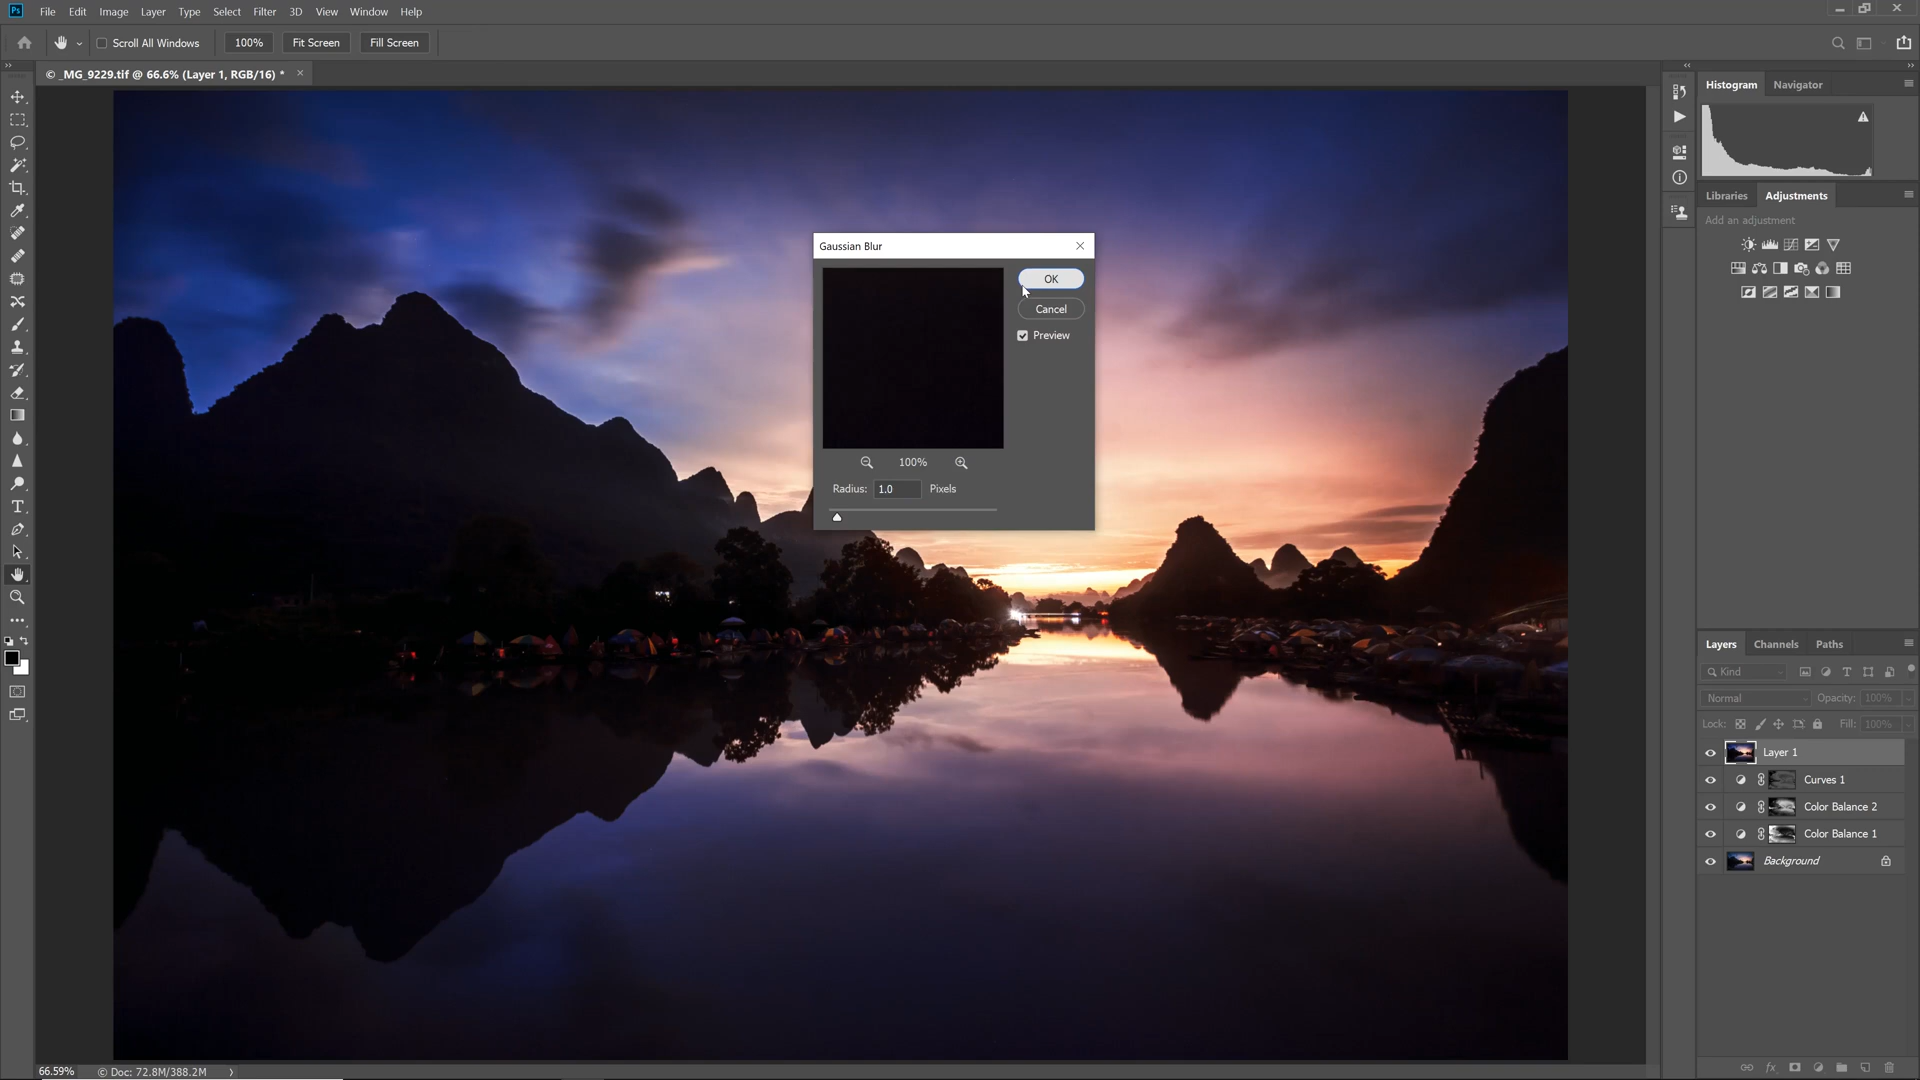 Ps File Edit Image Layer Type Select Filter 3D View Window Help
Scroll All Windows 100% Fit Screen Fill Screen
© _MG_9229.tif @ 66.6% (Layer 1, RGB/16) * ×
Histogram Navigator
Libraries Adjustments
Add an adjustment
Gaussian Blur
OK
Cancel
Preview
100%
Radius: 1.0 Pixels
Layers Channels Paths
Kind
Normal Opacity: 100%
Lock: Fill: 100%
Layer 1
Curves 1
Color Balance 2
Color Balance 1
Background
fx
66.59% © Doc: 72.8M/388.2M